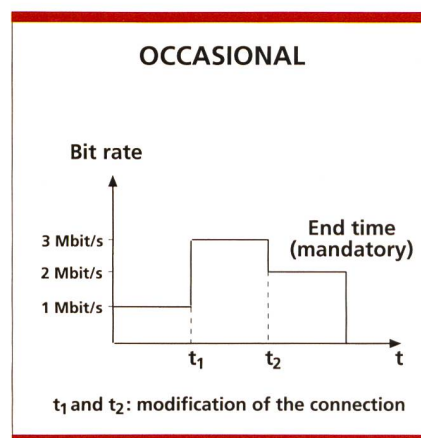 OCCASIONAL
Bit rate
3 Mbit/s
2 Mbit/s
1 Mbit/s
End time
(mandatory)
t₁
t₂
t
t₁ and t₂: modification of the connection